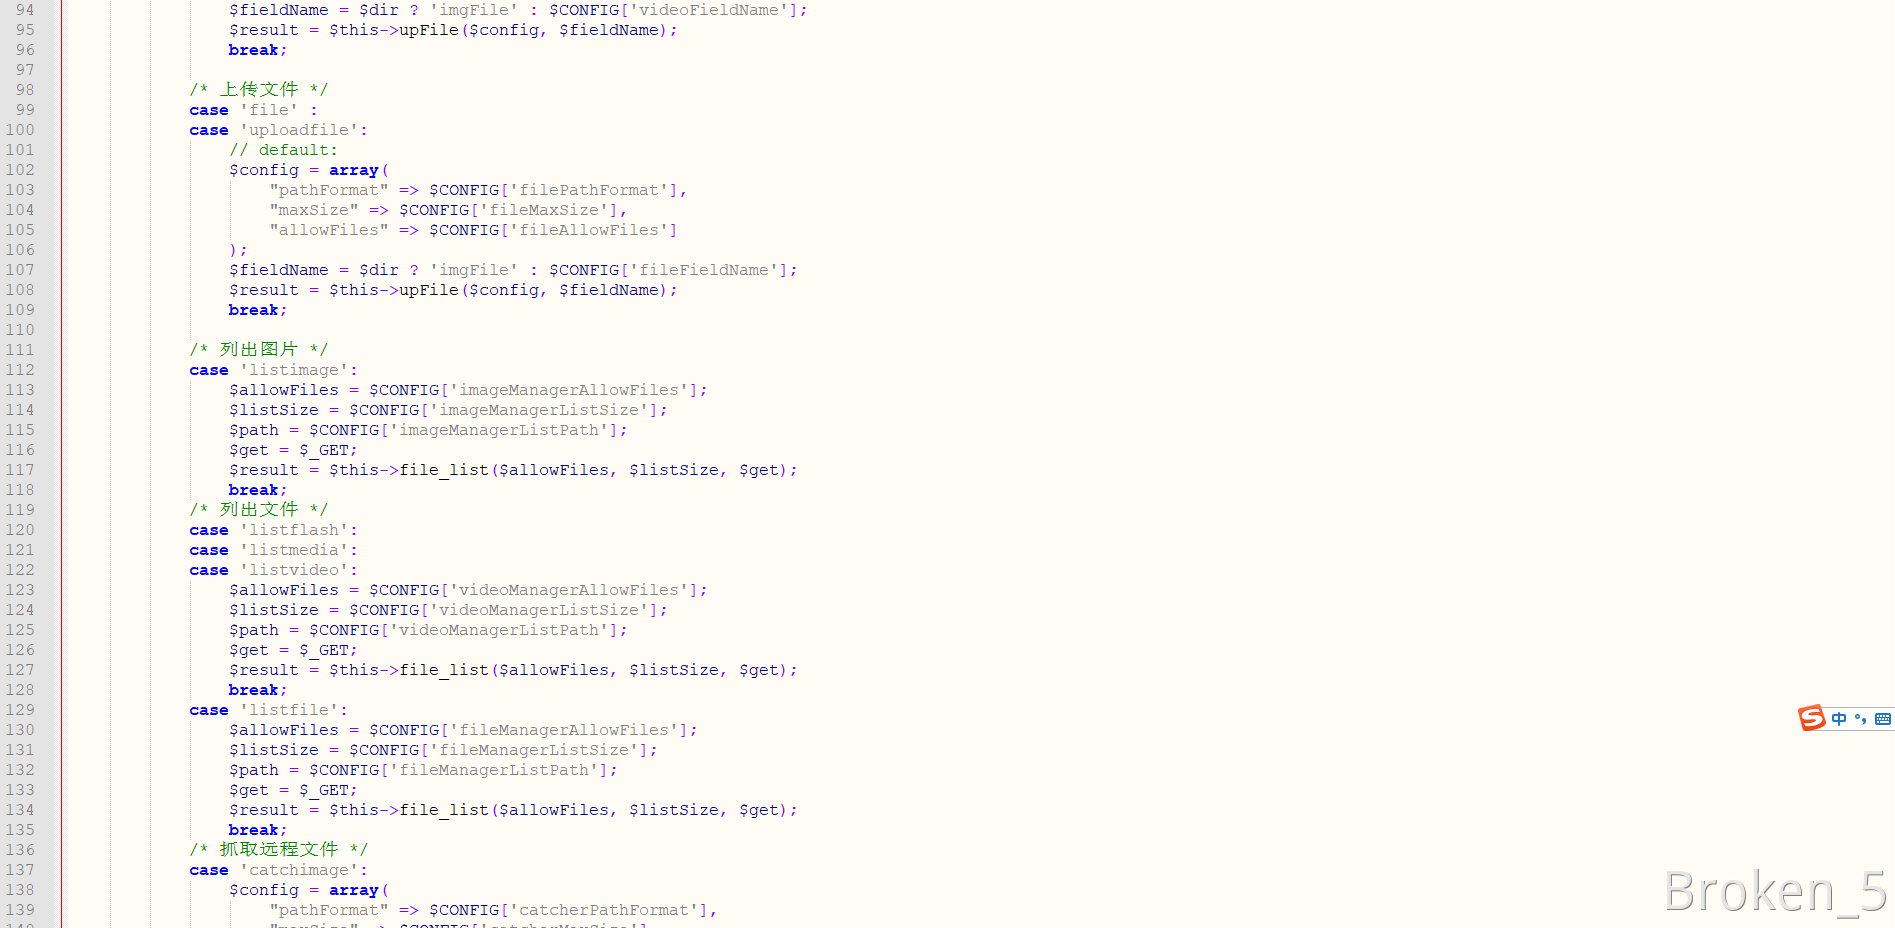 94 $fieldName = $dir ? 'imgFile' : $CONFIG['videoFieldName'];
95 $result = $this->upFile($config, $fieldName);
96 break;
97
98 /* 上传文件 */
99 case 'file' :
100 case 'uploadfile':
101 // default:
102 $config = array(
103 "pathFormat" => $CONFIG['filePathFormat'],
104 "maxSize" => $CONFIG['fileMaxSize'],
105 "allowFiles" => $CONFIG['fileAllowFiles']
106 );
107 $fieldName = $dir ? 'imgFile' : $CONFIG['fileFieldName'];
108 $result = $this->upFile($config, $fieldName);
109 break;
110
111 /* 列出图片 */
112 case 'listimage':
113 $allowFiles = $CONFIG['imageManagerAllowFiles'];
114 $listSize = $CONFIG['imageManagerListSize'];
115 $path = $CONFIG['imageManagerListPath'];
116 $get = $_GET;
117 $result = $this->file_list($allowFiles, $listSize, $get);
118 break;
119 /* 列出文件 */
120 case 'listflash':
121 case 'listmedia':
122 case 'listvideo':
123 $allowFiles = $CONFIG['videoManagerAllowFiles'];
124 $listSize = $CONFIG['videoManagerListSize'];
125 $path = $CONFIG['videoManagerListPath'];
126 $get = $_GET;
127 $result = $this->file_list($allowFiles, $listSize, $get);
128 break;
129 case 'listfile':
130 $allowFiles = $CONFIG['fileManagerAllowFiles'];
131 $listSize = $CONFIG['fileManagerListSize'];
132 $path = $CONFIG['fileManagerListPath'];
133 $get = $_GET;
134 $result = $this->file_list($allowFiles, $listSize, $get);
135 break;
136 /* 抓取远程文件 */
137 case 'catchimage':
138 $config = array(
139 "pathFormat" => $CONFIG['catcherPathFormat'],
140 "maxSize" => $CONFIG['catcherMaxSize'],
S 中 °,
Broken_5